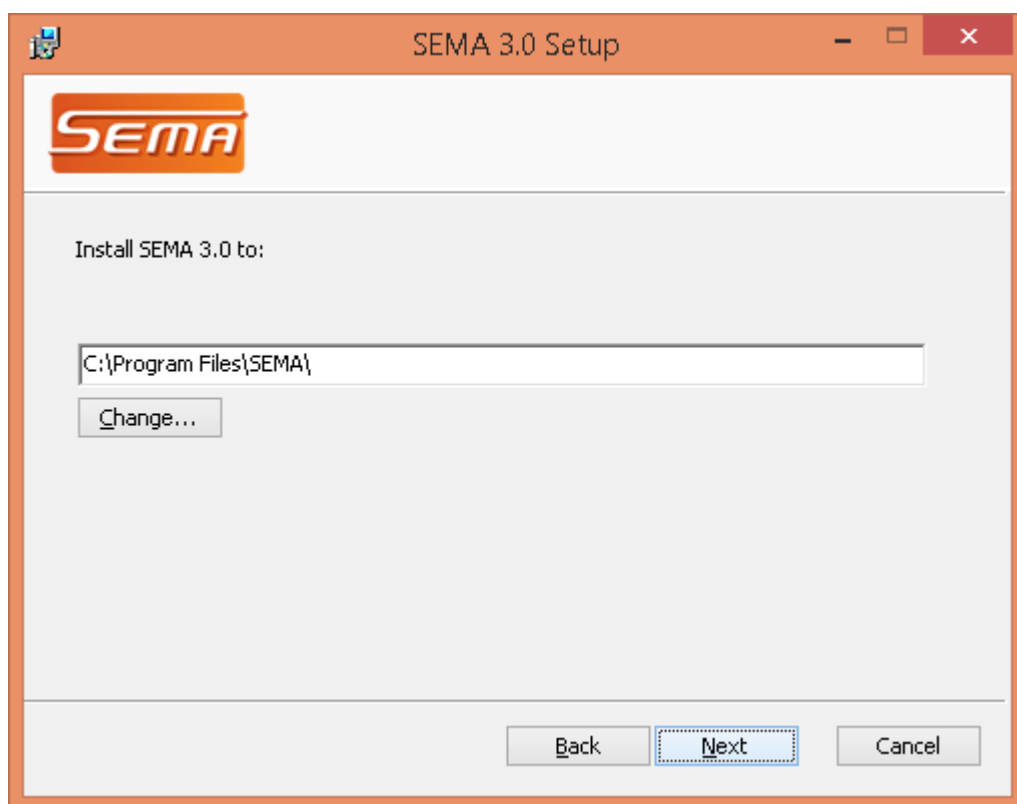 SEMA 3.0 Setup
SEMA
Install SEMA 3.0 to:
C:\Program Files\SEMA\
Change...
Back Next Cancel